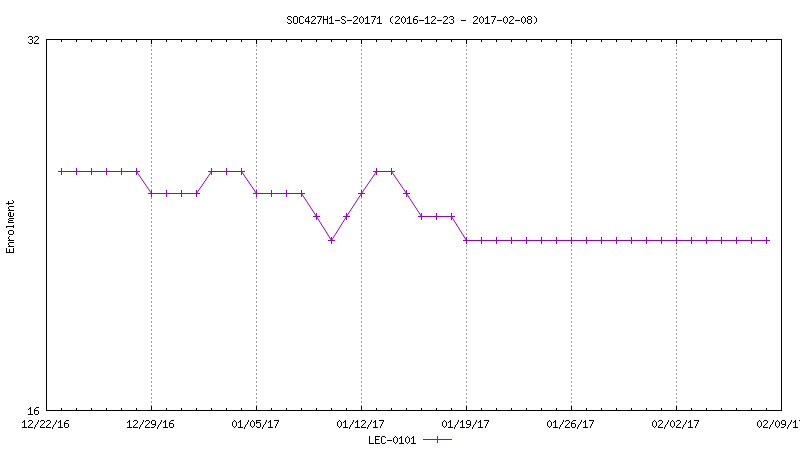 SOC427H1-S-20171 (2016-12-23 - 2017-02-08)
32
Enrolment
16
12/22/16 12/29/16 01/05/17 01/12/17 01/19/17 01/26/17 02/02/17 02/09/1
LEC-0101